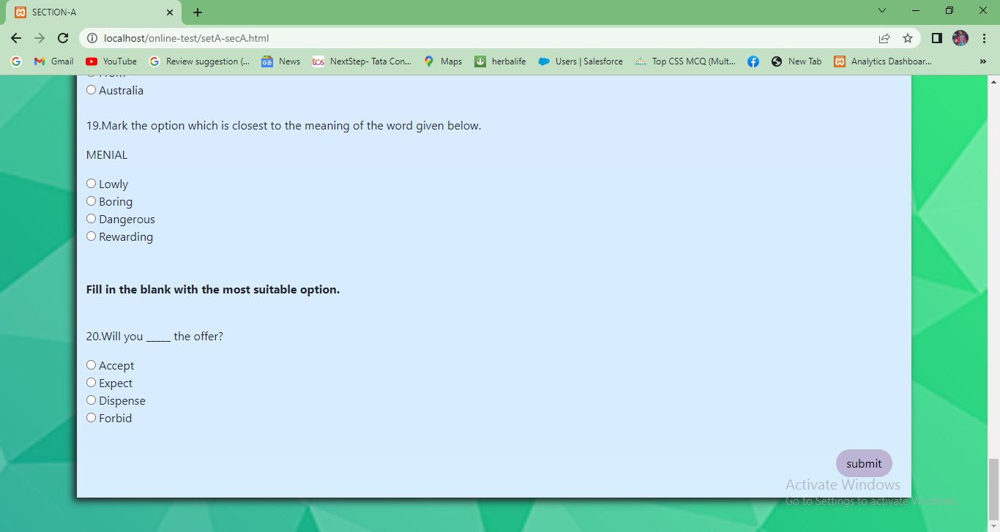 SECTION-A
localhost/online-test/setA-secA.html
Gmail
YouTube
Review suggestion (...
News
NextStep- Tata Con...
Maps
herbalife
Users | Salesforce
Top CSS MCQ (Mult...
New Tab
Analytics Dashboar...
»
Australia
19.Mark the option which is closest to the meaning of the word given below.
MENIAL
Lowly
Boring
Dangerous
Rewarding
Fill in the blank with the most suitable option.
20.Will you _____ the offer?
Accept
Expect
Dispense
Forbid
submit
Activate Windows
Go to Settings to activate Windows.